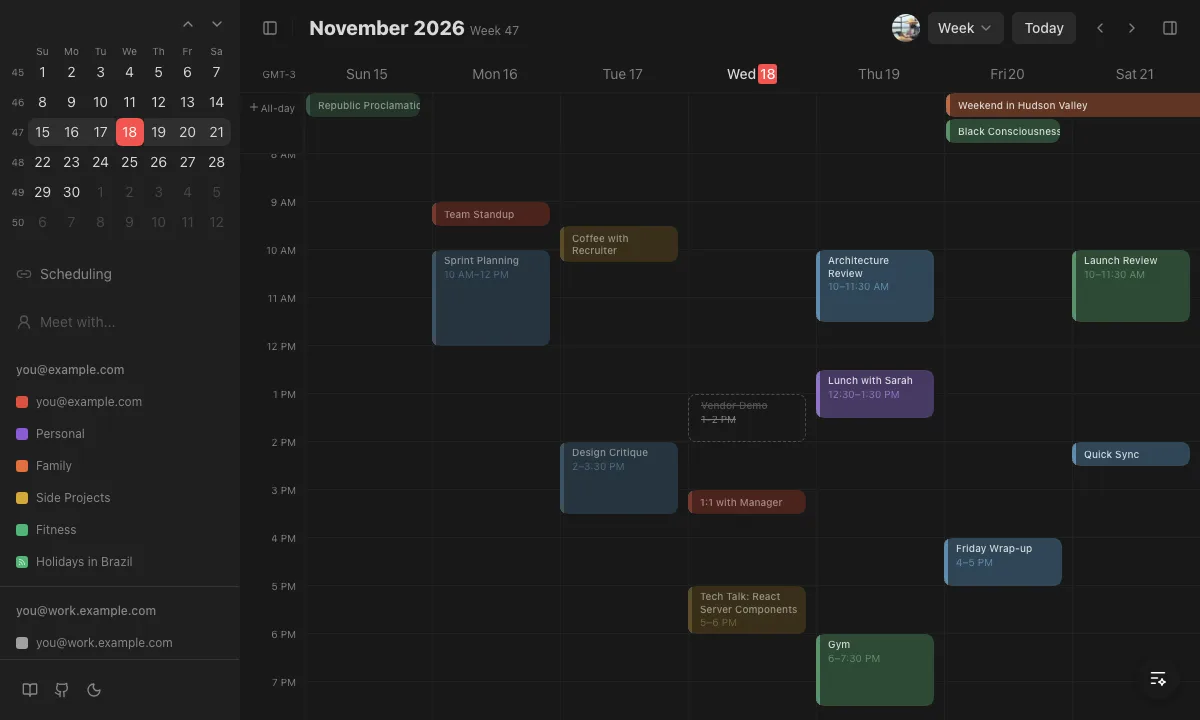 Su Mo Tu We Th Fr Sa
45 1 2 3 4 5 6 7
46 8 9 10 11 12 13 14
47 15 16 17 18 19 20 21
48 22 23 24 25 26 27 28
49 29 30 1 2 3 4 5
50 6 7 8 9 10 11 12
Scheduling
Meet with...
you@example.com
you@example.com
Personal
Family
Side Projects
Fitness
Holidays in Brazil
you@work.example.com
you@work.example.com
November 2026 Week 47
Week
Today
GMT-3 Sun 15 Mon 16 Tue 17 Wed 18 Thu 19 Fri 20 Sat 21
+ All-day
Republic Proclamatic
Weekend in Hudson Valley
Black Consciousness
8 AM
9 AM
10 AM
11 AM
12 PM
1 PM
2 PM
3 PM
4 PM
5 PM
6 PM
7 PM
Team Standup
Sprint Planning
10 AM–12 PM
Coffee with
Recruiter
Design Critique
2–3:30 PM
Vendor Demo
1–2 PM
1:1 with Manager
Tech Talk: React
Server Components
5–6 PM
Architecture
Review
10–11:30 AM
Lunch with Sarah
12:30–1:30 PM
Gym
6–7:30 PM
Friday Wrap-up
4–5 PM
Launch Review
10–11:30 AM
Quick Sync